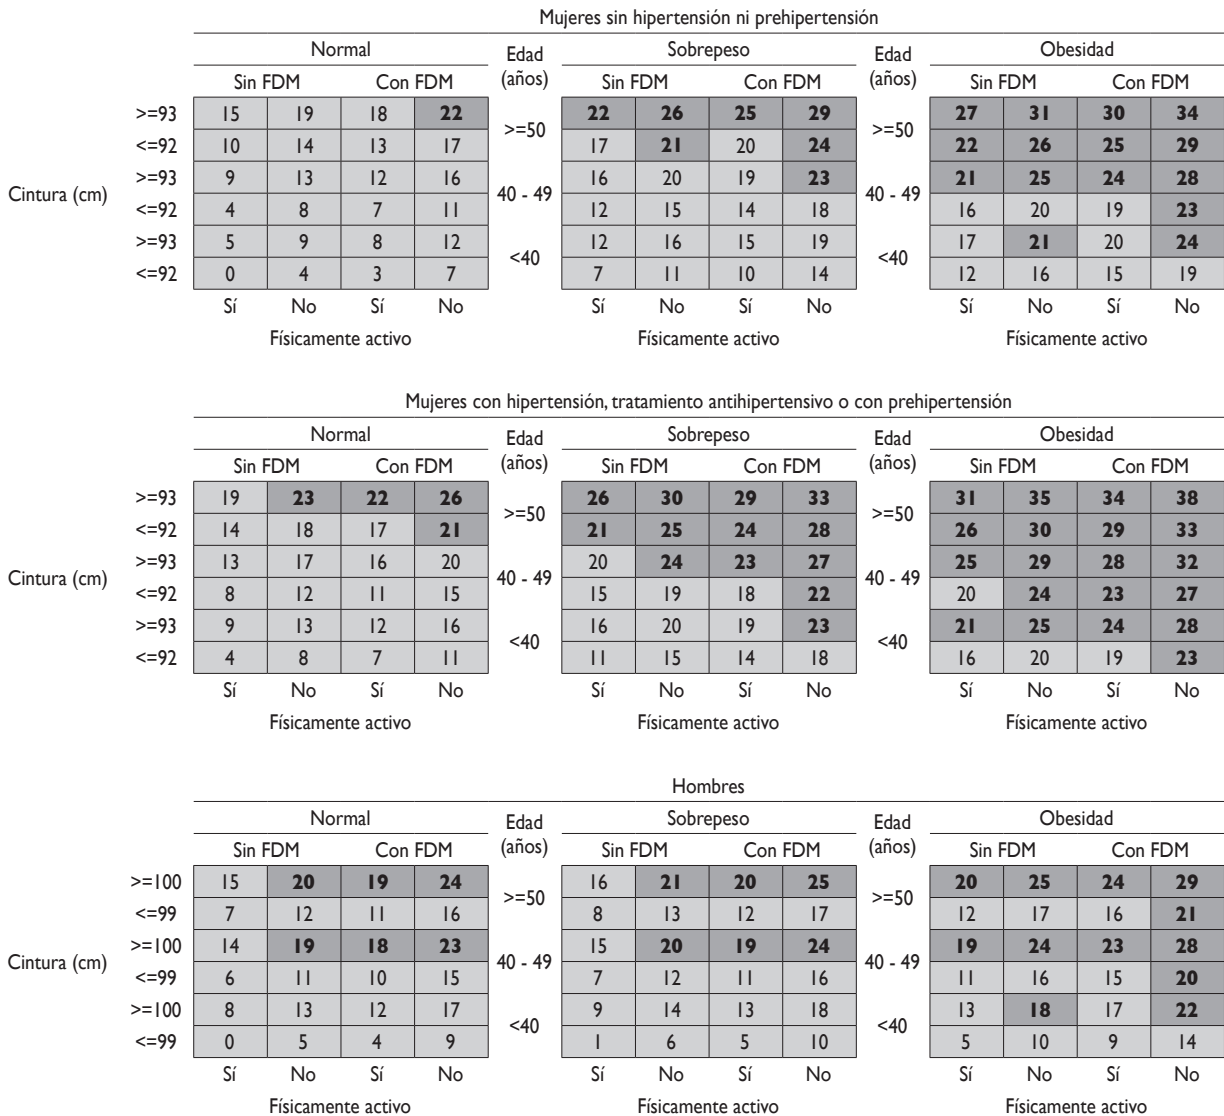 Mujeres sin hipertensión ni prehipertensión
Normal Edad (años) Sobrepeso Edad (años) Obesidad
Sin FDM Con FDM Sin FDM Con FDM Sin FDM Con FDM
>=93 15 19 18 22 >=50 22 26 25 29 >=50 27 31 30 34
<=92 10 14 13 17 17 21 20 24 22 26 25 29
Cintura (cm) >=93 9 13 12 16 40 - 49 16 20 19 23 40 - 49 21 25 24 28
<=92 4 8 7 11 12 15 14 18 16 20 19 23
>=93 5 9 8 12 <40 12 16 15 19 <40 17 21 20 24
<=92 0 4 3 7 7 11 10 14 12 16 15 19
Sí No Sí No Sí No Sí No Sí No Sí No
Físicamente activo Físicamente activo Físicamente activo
Mujeres con hipertensión, tratamiento antihipertensivo o con prehipertensión
Normal Edad (años) Sobrepeso Edad (años) Obesidad
Sin FDM Con FDM Sin FDM Con FDM Sin FDM Con FDM
>=93 19 23 22 26 >=50 26 30 29 33 >=50 31 35 34 38
<=92 14 18 17 21 21 25 24 28 26 30 29 33
Cintura (cm) >=93 13 17 16 20 40 - 49 20 24 23 27 40 - 49 25 29 28 32
<=92 8 12 11 15 15 19 18 22 20 24 23 27
>=93 9 13 12 16 <40 16 20 19 23 <40 21 25 24 28
<=92 4 8 7 11 11 15 14 18 16 20 19 23
Sí No Sí No Sí No Sí No Sí No Sí No
Físicamente activo Físicamente activo Físicamente activo
Hombres
Normal Edad (años) Sobrepeso Edad (años) Obesidad
Sin FDM Con FDM Sin FDM Con FDM Sin FDM Con FDM
>=100 15 20 19 24 >=50 16 21 20 25 >=50 20 25 24 29
<=99 7 12 11 16 8 13 12 17 12 17 16 21
Cintura (cm) >=100 14 19 18 23 40 - 49 15 20 19 24 40 - 49 19 24 23 28
<=99 6 11 10 15 7 12 11 16 11 16 15 20
>=100 8 13 12 17 <40 9 14 13 18 <40 13 18 17 22
<=99 0 5 4 9 1 6 5 10 5 10 9 14
Sí No Sí No Sí No Sí No Sí No Sí No
Físicamente activo Físicamente activo Físicamente activo